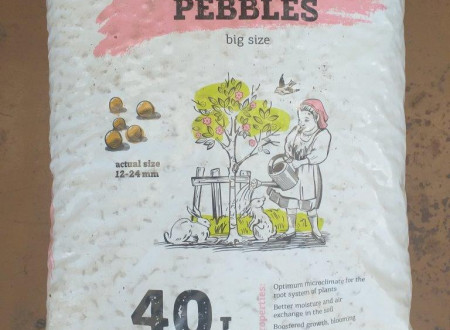 PEBBLES
big size
actual size
12-24 mm
40 L
Properties:
Optimum microclimate for the
root system of plants
Better moisture and air
exchange in the soil
Boostered growth, blooming